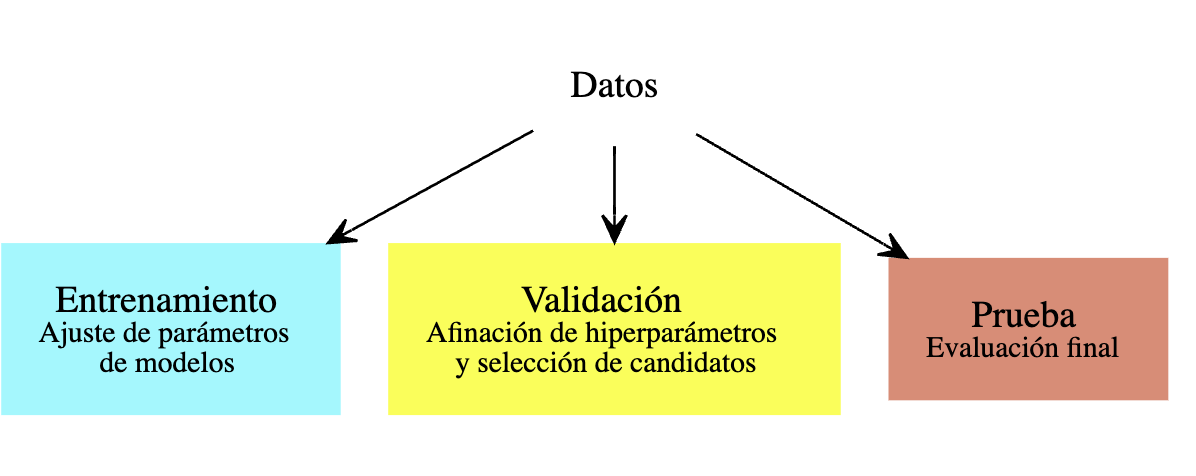 Datos
Entrenamiento
Ajuste de parámetros
de modelos
Validación
Afinación de hiperparámetros
y selección de candidatos
Prueba
Evaluación final